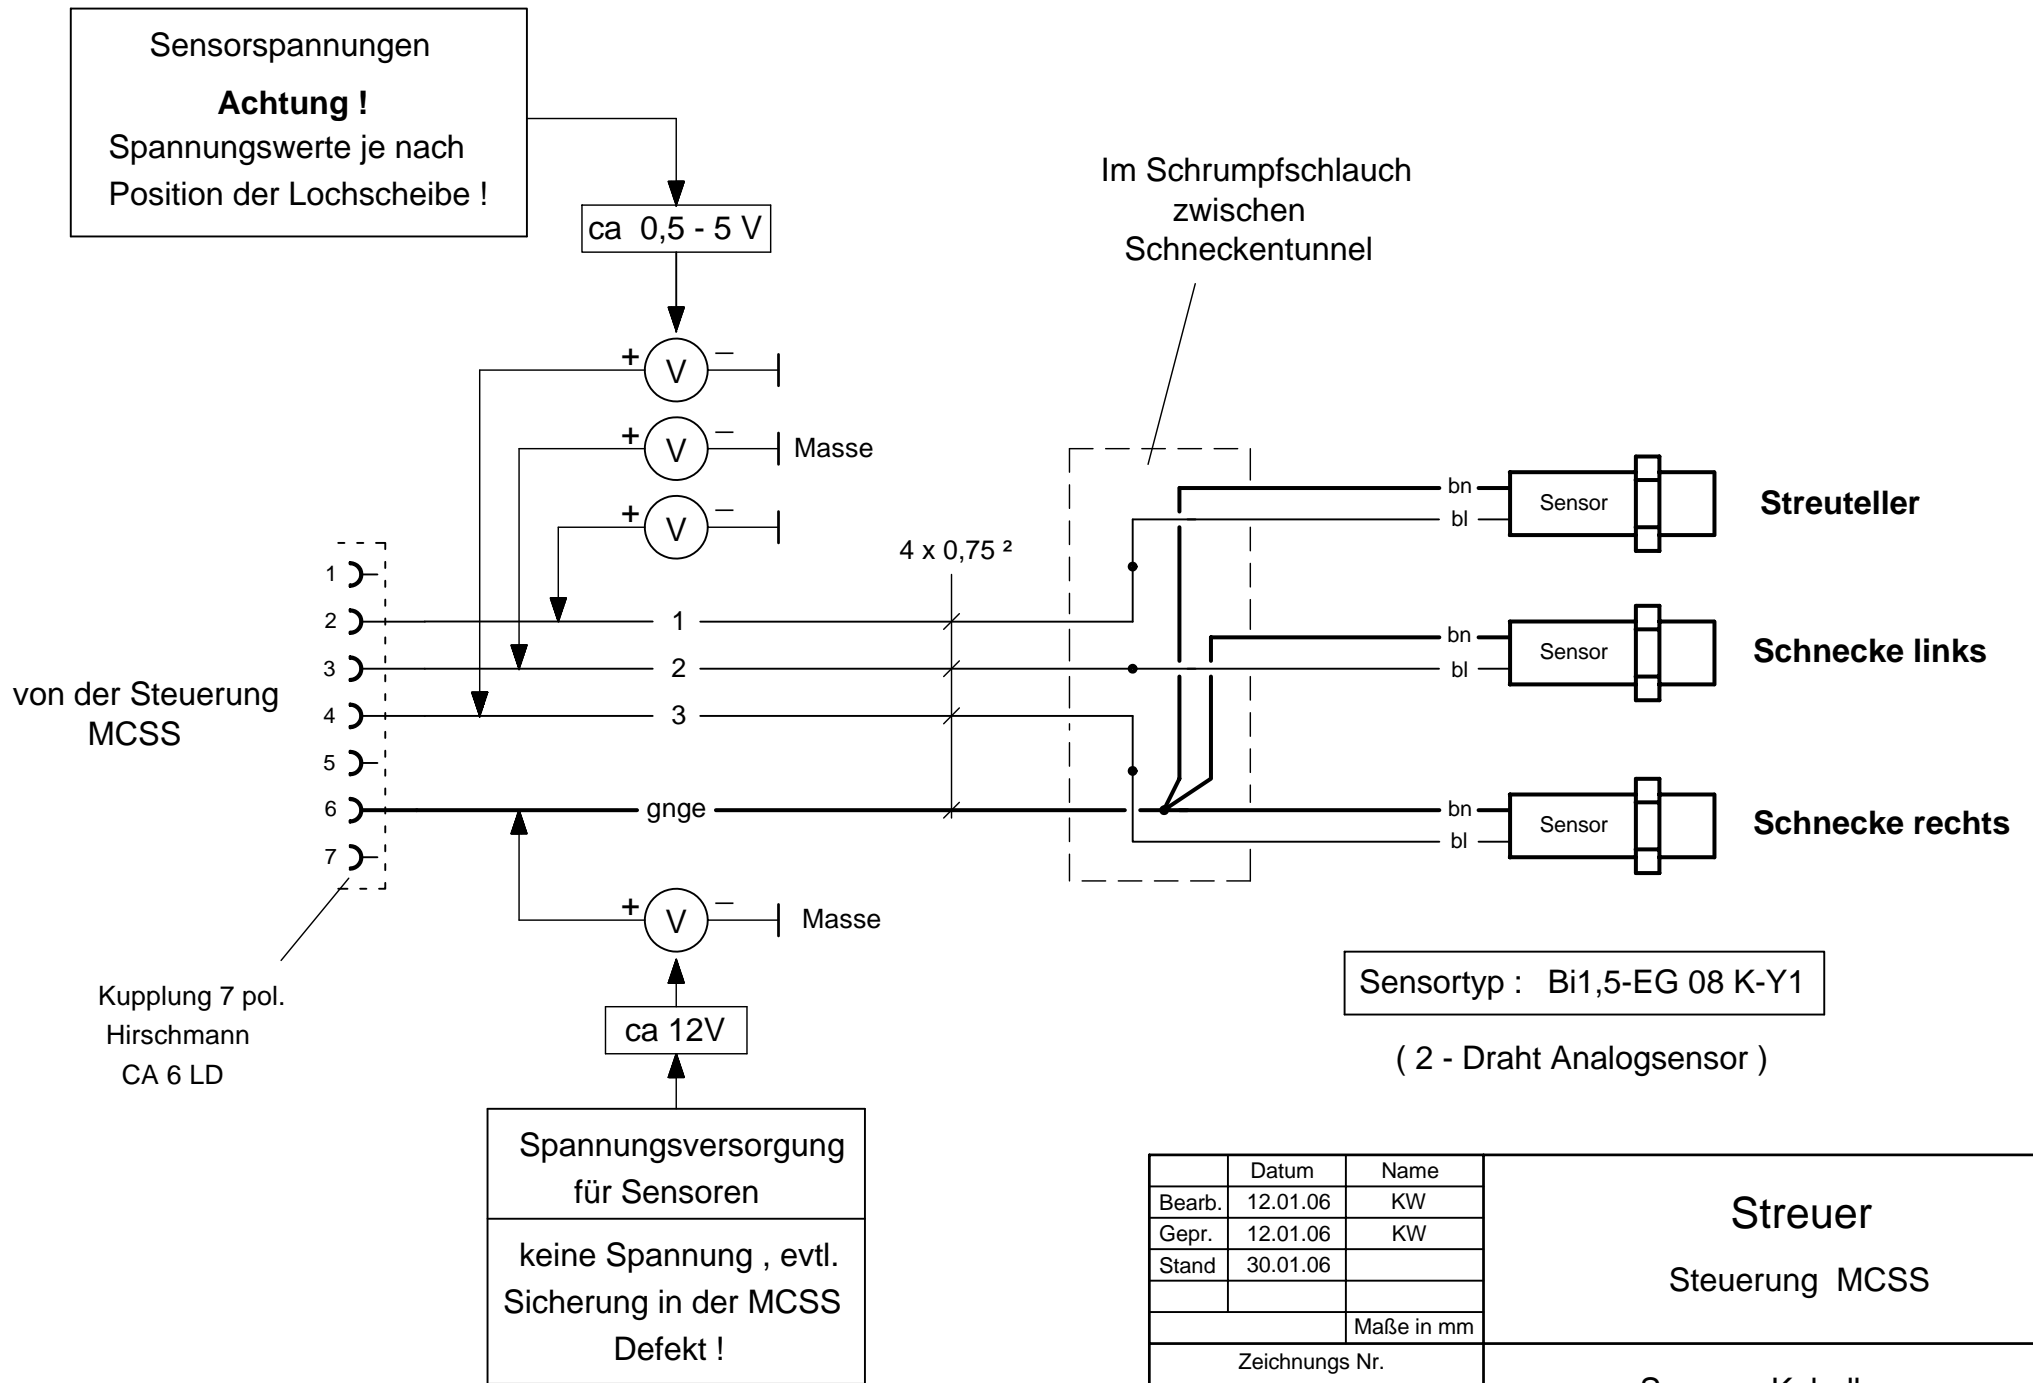 Sensorspannungen
Achtung !
Spannungswerte je nach
Position der Lochscheibe !
ca 0,5 - 5 V
Im Schrumpfschlauch
zwischen
Schneckentunnel
+ V –
+ V – Masse
+ V –
4 x 0,75 ²
bn
bl
Sensor
Streuteller
bn
bl
Sensor
Schnecke links
bn
bl
Sensor
Schnecke rechts
von der Steuerung
MCSS
1
2
3
4
5
6
7
1
2
3
gnge
+ V – Masse
ca 12V
Kupplung 7 pol.
Hirschmann
CA 6 LD
Sensortyp : Bi1,5-EG 08 K-Y1
( 2 - Draht Analogsensor )
Spannungsversorgung
für Sensoren
keine Spannung , evtl.
Sicherung in der MCSS
Defekt !
Datum Name
Bearb. 12.01.06 KW
Gepr. 12.01.06 KW
Stand 30.01.06
Maße in mm
Zeichnungs Nr.
Streuer
Steuerung MCSS